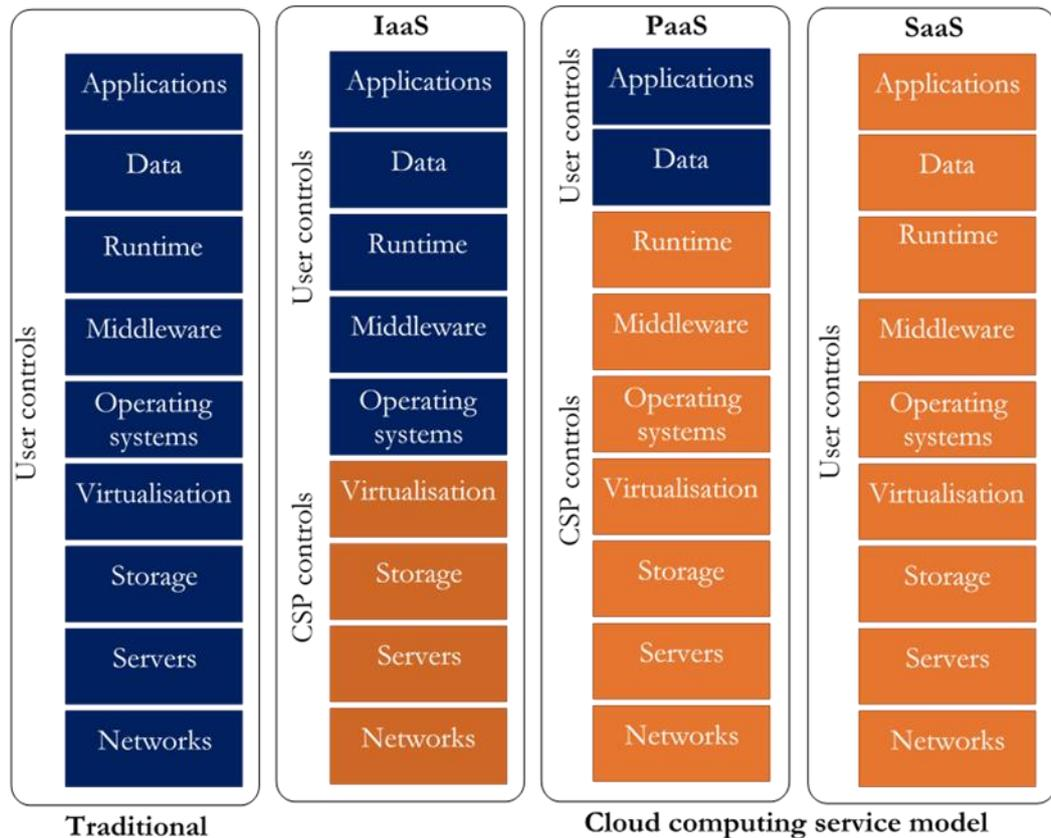 User controls
Applications
Data
Runtime
Middleware
Operating
systems
Virtualisation
Storage
Servers
Networks
Traditional
IaaS
User controls
CSP controls
Applications
Data
Runtime
Middleware
Operating
systems
Virtualisation
Storage
Servers
Networks
PaaS
User controls
CSP controls
Applications
Data
Runtime
Middleware
Operating
systems
Virtualisation
Storage
Servers
Networks
SaaS
User controls
Applications
Data
Runtime
Middleware
Operating
systems
Virtualisation
Storage
Servers
Networks
Cloud computing service model